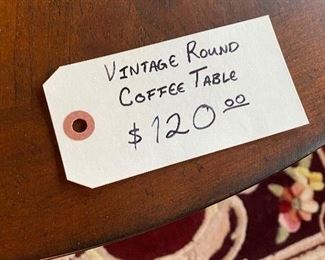 Vintage Round
Coffee Table
$120.00